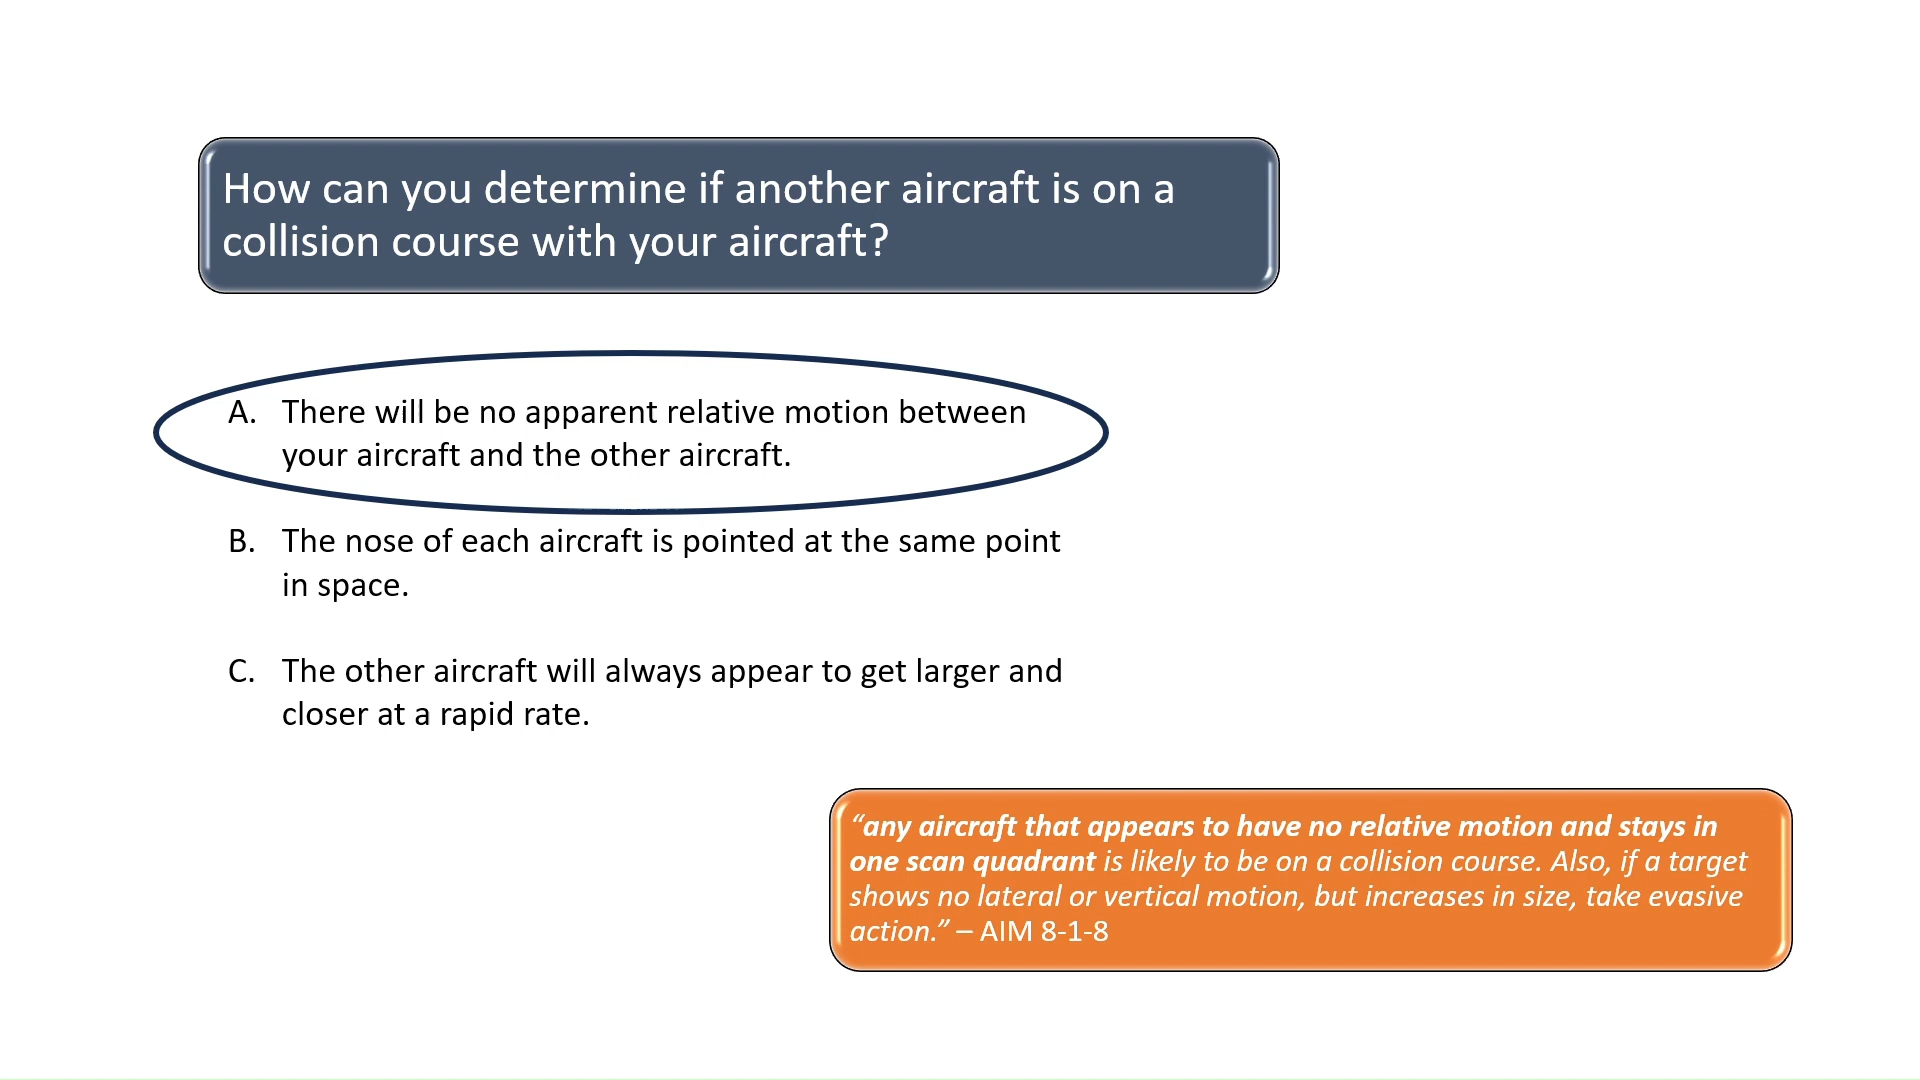 How can you determine if another aircraft is on a
collision course with your aircraft?
A. There will be no apparent relative motion between
your aircraft and the other aircraft.
B. The nose of each aircraft is pointed at the same point
in space.
C. The other aircraft will always appear to get larger and
closer at a rapid rate.
“any aircraft that appears to have no relative motion and stays in
one scan quadrant is likely to be on a collision course. Also, if a target
shows no lateral or vertical motion, but increases in size, take evasive
action.” – AIM 8-1-8